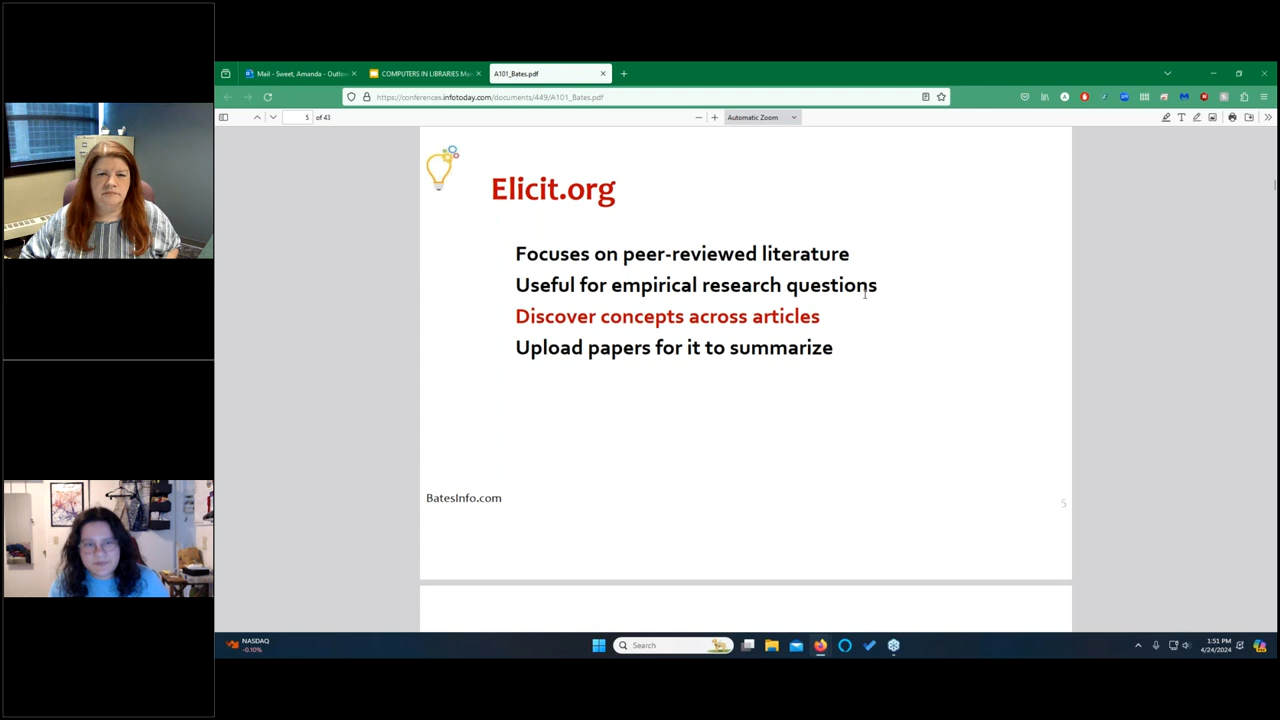 Mail - Sweet, Amanda - Outlo
COMPUTERS IN LIBRARIES Ma
A101_Bates.pdf
https://conferences.infotoday.com/documents/449/A101_Bates.pdf
5 of 43
Automatic Zoom
Elicit.org
Focuses on peer-reviewed literature
Useful for empirical research questions
Discover concepts across articles
Upload papers for it to summarize
BatesInfo.com
5
NASDAQ
-0.10%
Search
1:51 PM
4/24/2024